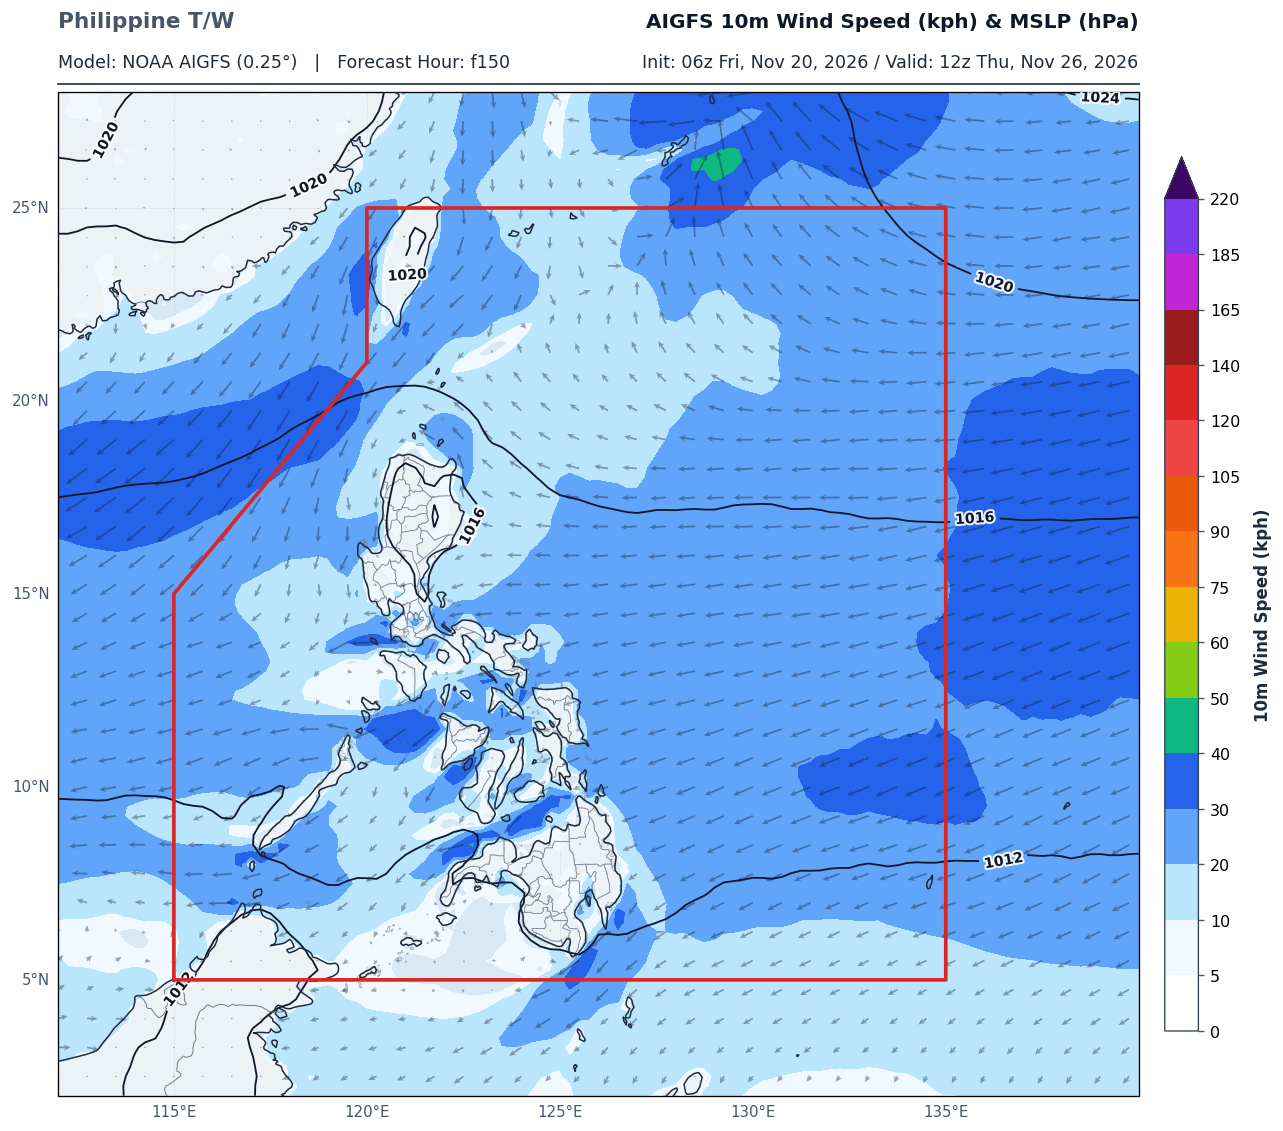 Philippine T/W
AIGFS 10m Wind Speed (kph) & MSLP (hPa)
Model: NOAA AIGFS (0.25°) | Forecast Hour: f150
Init: 06z Fri, Nov 20, 2026 / Valid: 12z Thu, Nov 26, 2026
1024
1020
1020
1020
1020
1016
1016
1012
1012
25°N
20°N
15°N
10°N
5°N
115°E
120°E
125°E
130°E
135°E
220
185
165
140
120
105
90
75
60
50
40
30
20
10
5
0
10m Wind Speed (kph)